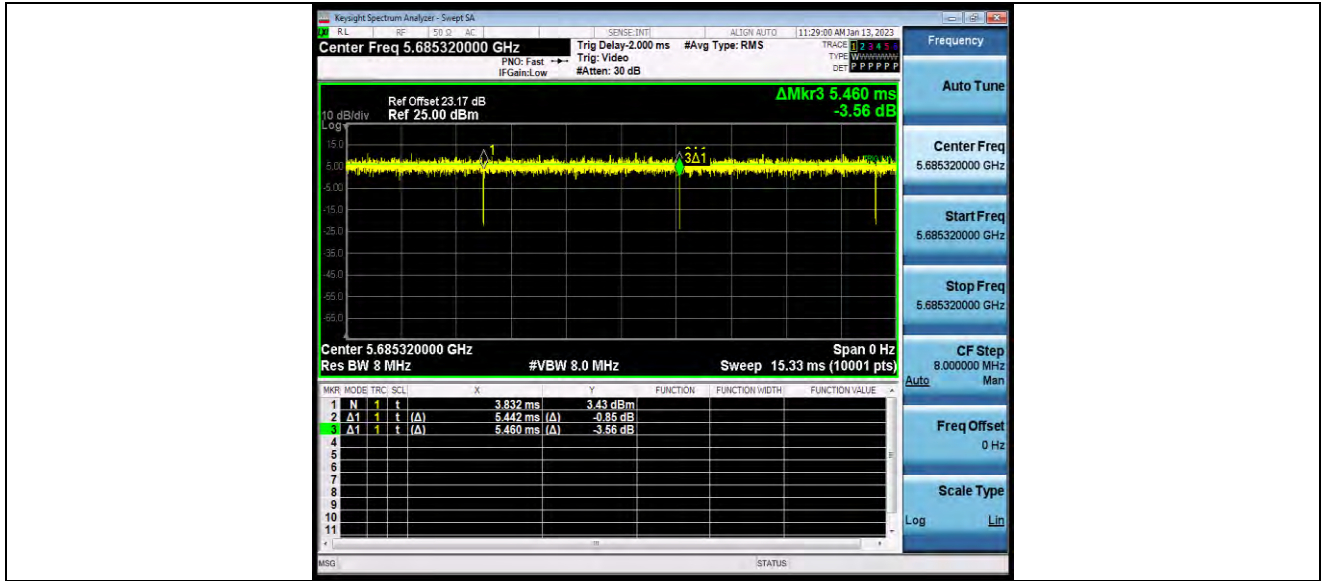 Keysight Spectrum Analyzer - Swept SA
RL RF 50 Ω AC SENSE:INT ALIGN AUTO 11:29:00 AM Jan 13, 2023
Center Freq 5.685320000 GHz
PNO: Fast
IFGain:Low
Trig Delay-2.000 ms
Trig: Video
#Atten: 30 dB
#Avg Type: RMS
TRACE 1 2 3 4 5 6
TYPE WWWWWW
DET P P P P P P
Frequency
Auto Tune
Center Freq
5.685320000 GHz
Start Freq
5.685320000 GHz
Stop Freq
5.685320000 GHz
CF Step
8.000000 MHz
Auto Man
Freq Offset
0 Hz
Scale Type
Log Lin
ΔMkr3 5.460 ms
-3.56 dB
Ref Offset 23.17 dB
10 dB/div Ref 25.00 dBm
Log
15.0
5.00
-5.00
-15.0
-25.0
-35.0
-45.0
-55.0
-65.0
1
3Δ1
Center 5.685320000 GHz Span 0 Hz
Res BW 8 MHz #VBW 8.0 MHz Sweep 15.33 ms (10001 pts)
MKR MODE TRC SCL X Y FUNCTION FUNCTION WIDTH FUNCTION VALUE
1 N 1 t 3.832 ms 3.43 dBm
2 Δ1 1 t (Δ) 5.442 ms (Δ) -0.85 dB
3 Δ1 1 t (Δ) 5.460 ms (Δ) -3.56 dB
4
5
6
7
8
9
10
11
MSG STATUS